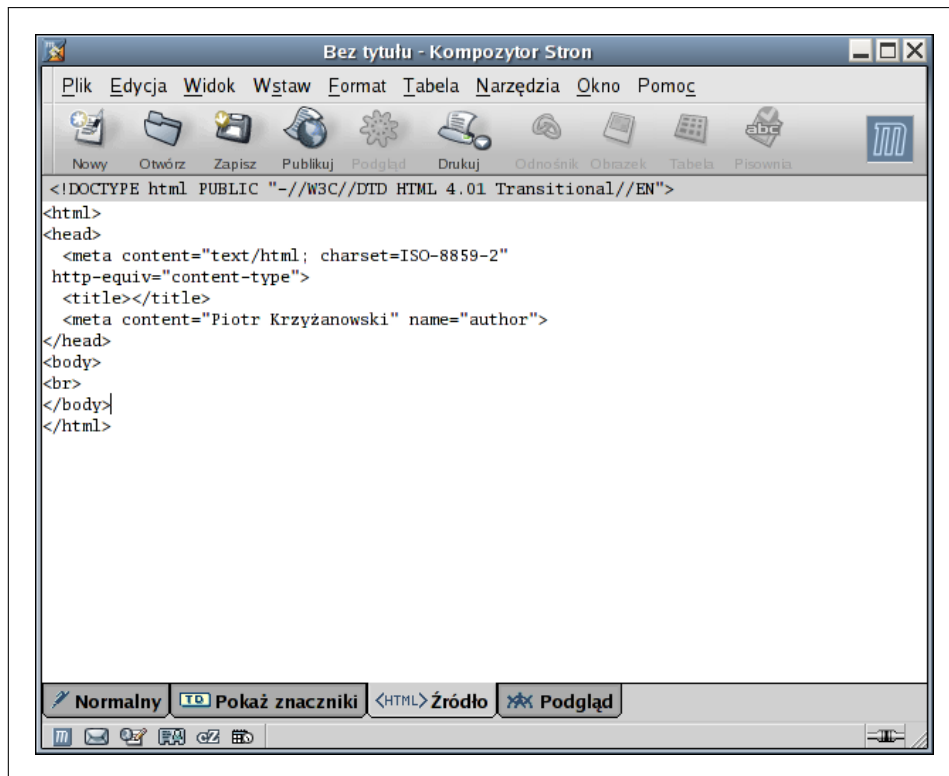 Bez tytułu - Kompozytor Stron
Plik Edycja Widok Wstaw Format Tabela Narzędzia Okno Pomoc
Nowy Otwórz Zapisz Publikuj Podgląd Drukuj Odnośnik Obrazek Tabela Pisownia
<!DOCTYPE html PUBLIC "-//W3C//DTD HTML 4.01 Transitional//EN">
<html>
<head>
  <meta content="text/html; charset=ISO-8859-2"
 http-equiv="content-type">
  <title></title>
  <meta content="Piotr Krzyżanowski" name="author">
</head>
<body>
<br>
</body>
</html>
Normalny TD Pokaż znaczniki <HTML> Źródło Podgląd